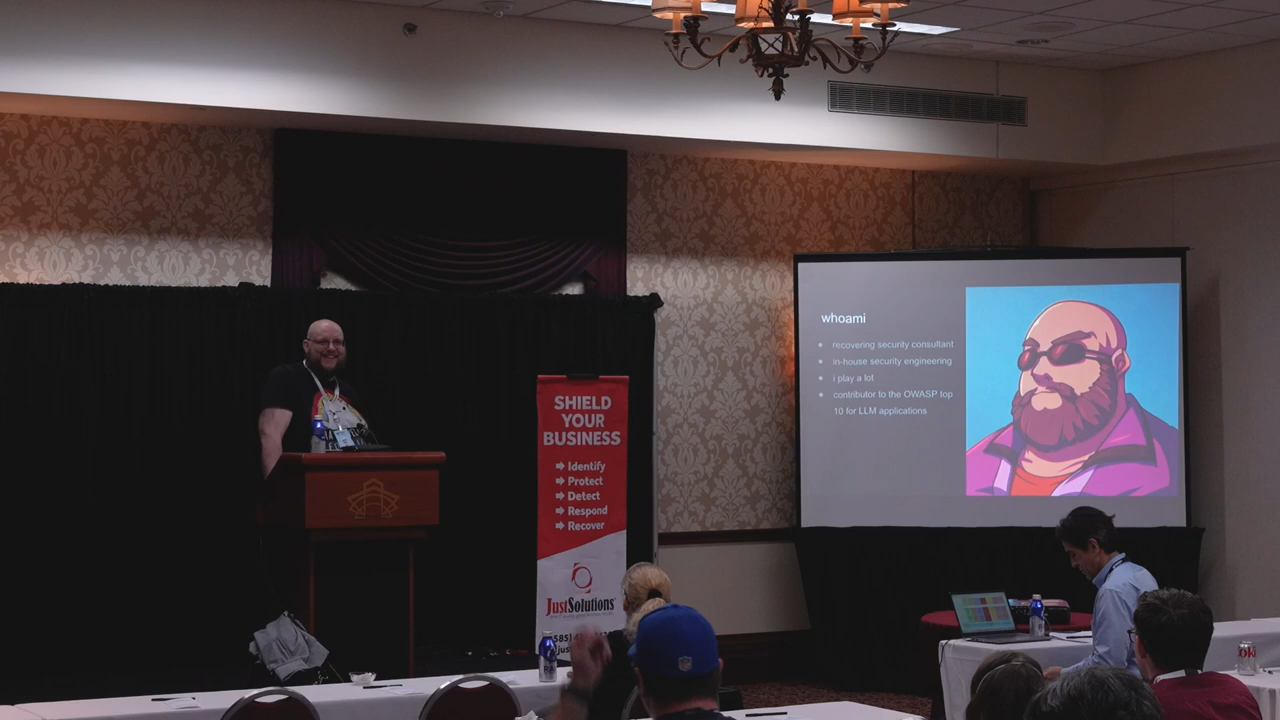 SHIELD
YOUR
BUSINESS
Identify
Protect
Detect
Respond
Recover
JustSolutions
whoami
recovering security consultant
in-house security engineering
i play a lot
contributor to the OWASP top
10 for LLM applications